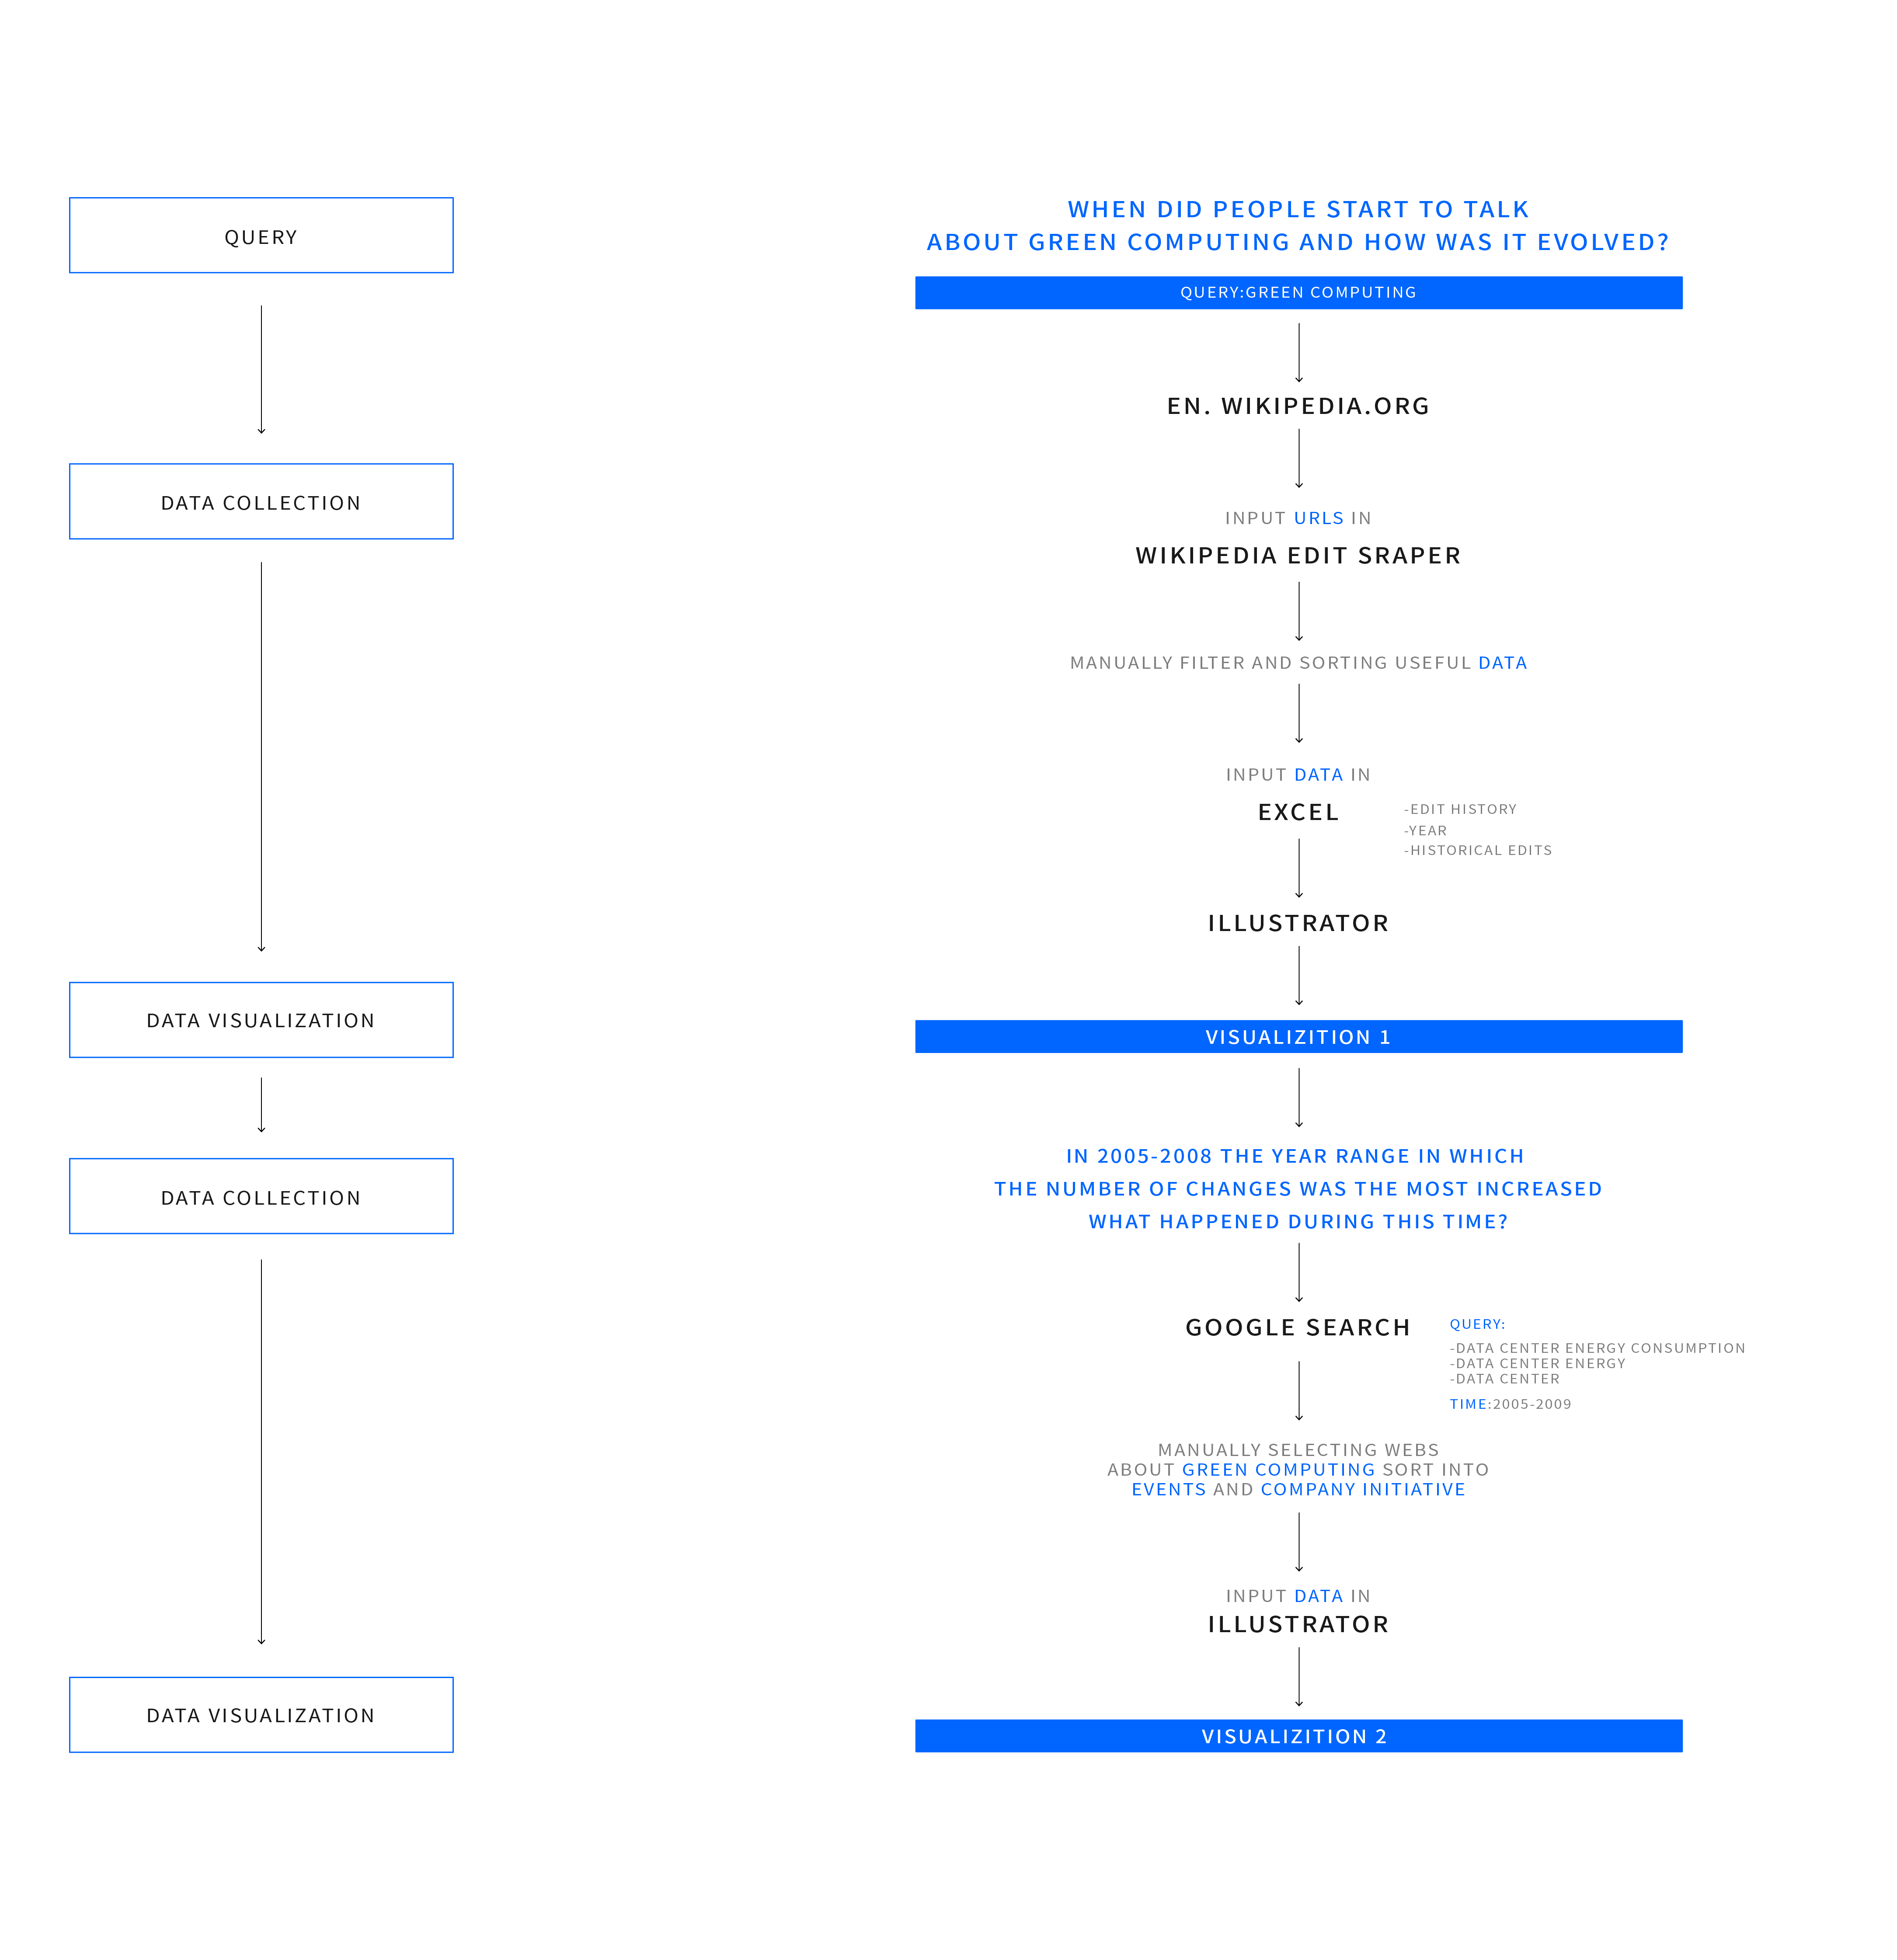 QUERY
DATA COLLECTION
DATA VISUALIZATION
DATA COLLECTION
DATA VISUALIZATION
WHEN DID PEOPLE START TO TALK
ABOUT GREEN COMPUTING AND HOW WAS IT EVOLVED?
QUERY:GREEN COMPUTING
EN. WIKIPEDIA.ORG
INPUT URLS IN
WIKIPEDIA EDIT SRAPER
MANUALLY FILTER AND SORTING USEFUL DATA
INPUT DATA IN
EXCEL
-EDIT HISTORY
-YEAR
-HISTORICAL EDITS
ILLUSTRATOR
VISUALIZITION 1
IN 2005-2008 THE YEAR RANGE IN WHICH
THE NUMBER OF CHANGES WAS THE MOST INCREASED
WHAT HAPPENED DURING THIS TIME?
GOOGLE SEARCH
QUERY:
-DATA CENTER ENERGY CONSUMPTION
-DATA CENTER ENERGY
-DATA CENTER
TIME:2005-2009
MANUALLY SELECTING WEBS
ABOUT GREEN COMPUTING SORT INTO
EVENTS AND COMPANY INITIATIVE
INPUT DATA IN
ILLUSTRATOR
VISUALIZITION 2